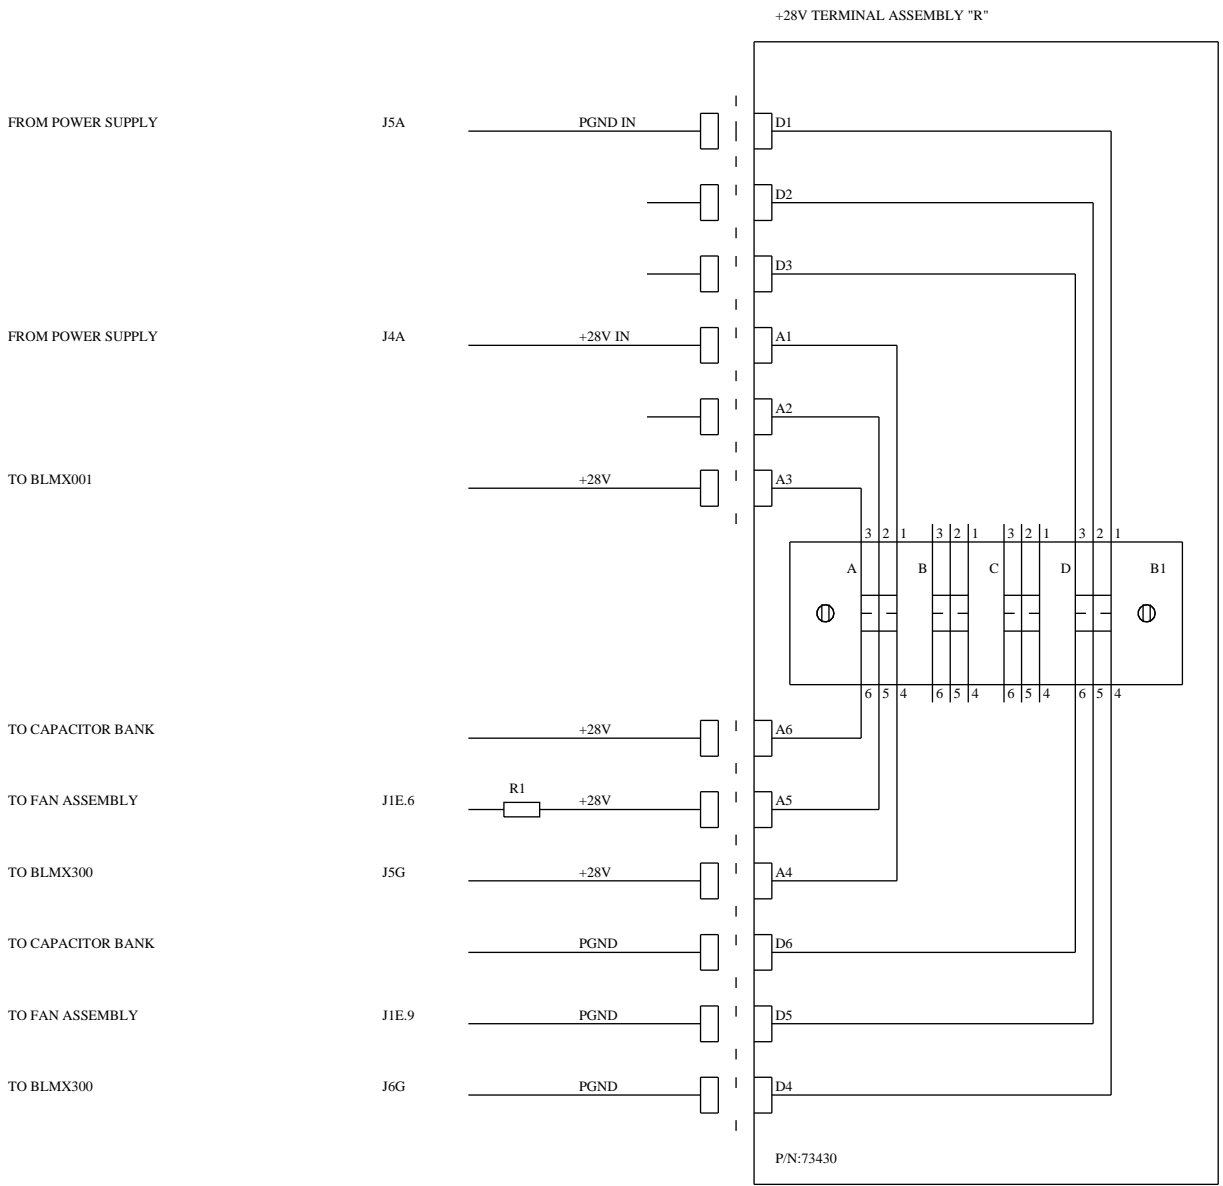 +28V TERMINAL ASSEMBLY "R"
FROM POWER SUPPLY J5A PGND IN D1
D2
D3
FROM POWER SUPPLY J4A +28V IN A1
A2
TO BLMX001 +28V A3
3 2 1 3 2 1 3 2 1 3 2 1
A B C D B1
6 5 4 6 5 4 6 5 4 6 5 4
TO CAPACITOR BANK +28V A6
R1
TO FAN ASSEMBLY J1E.6 +28V A5
TO BLMX300 J5G +28V A4
TO CAPACITOR BANK PGND D6
TO FAN ASSEMBLY J1E.9 PGND D5
TO BLMX300 J6G PGND D4
P/N:73430